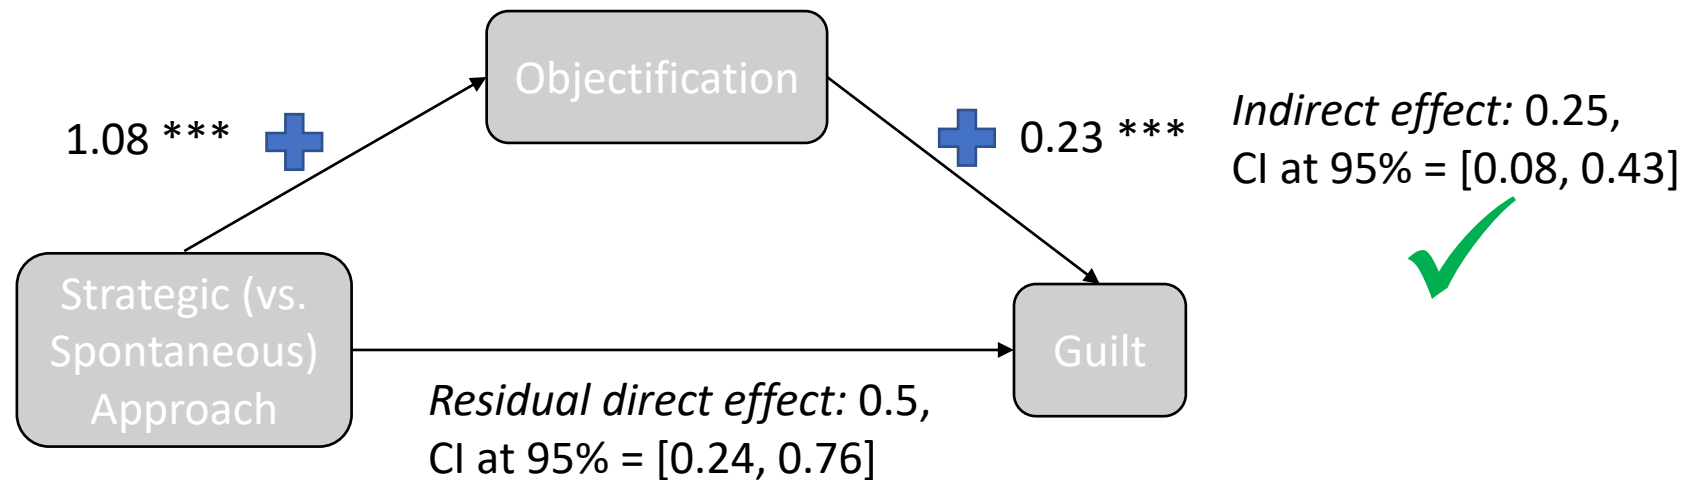 Objectification
1.08 ***
0.23 ***
Indirect effect: 0.25,
CI at 95% = [0.08, 0.43]
Strategic (vs.
Spontaneous)
Approach
Guilt
Residual direct effect: 0.5,
CI at 95% = [0.24, 0.76]